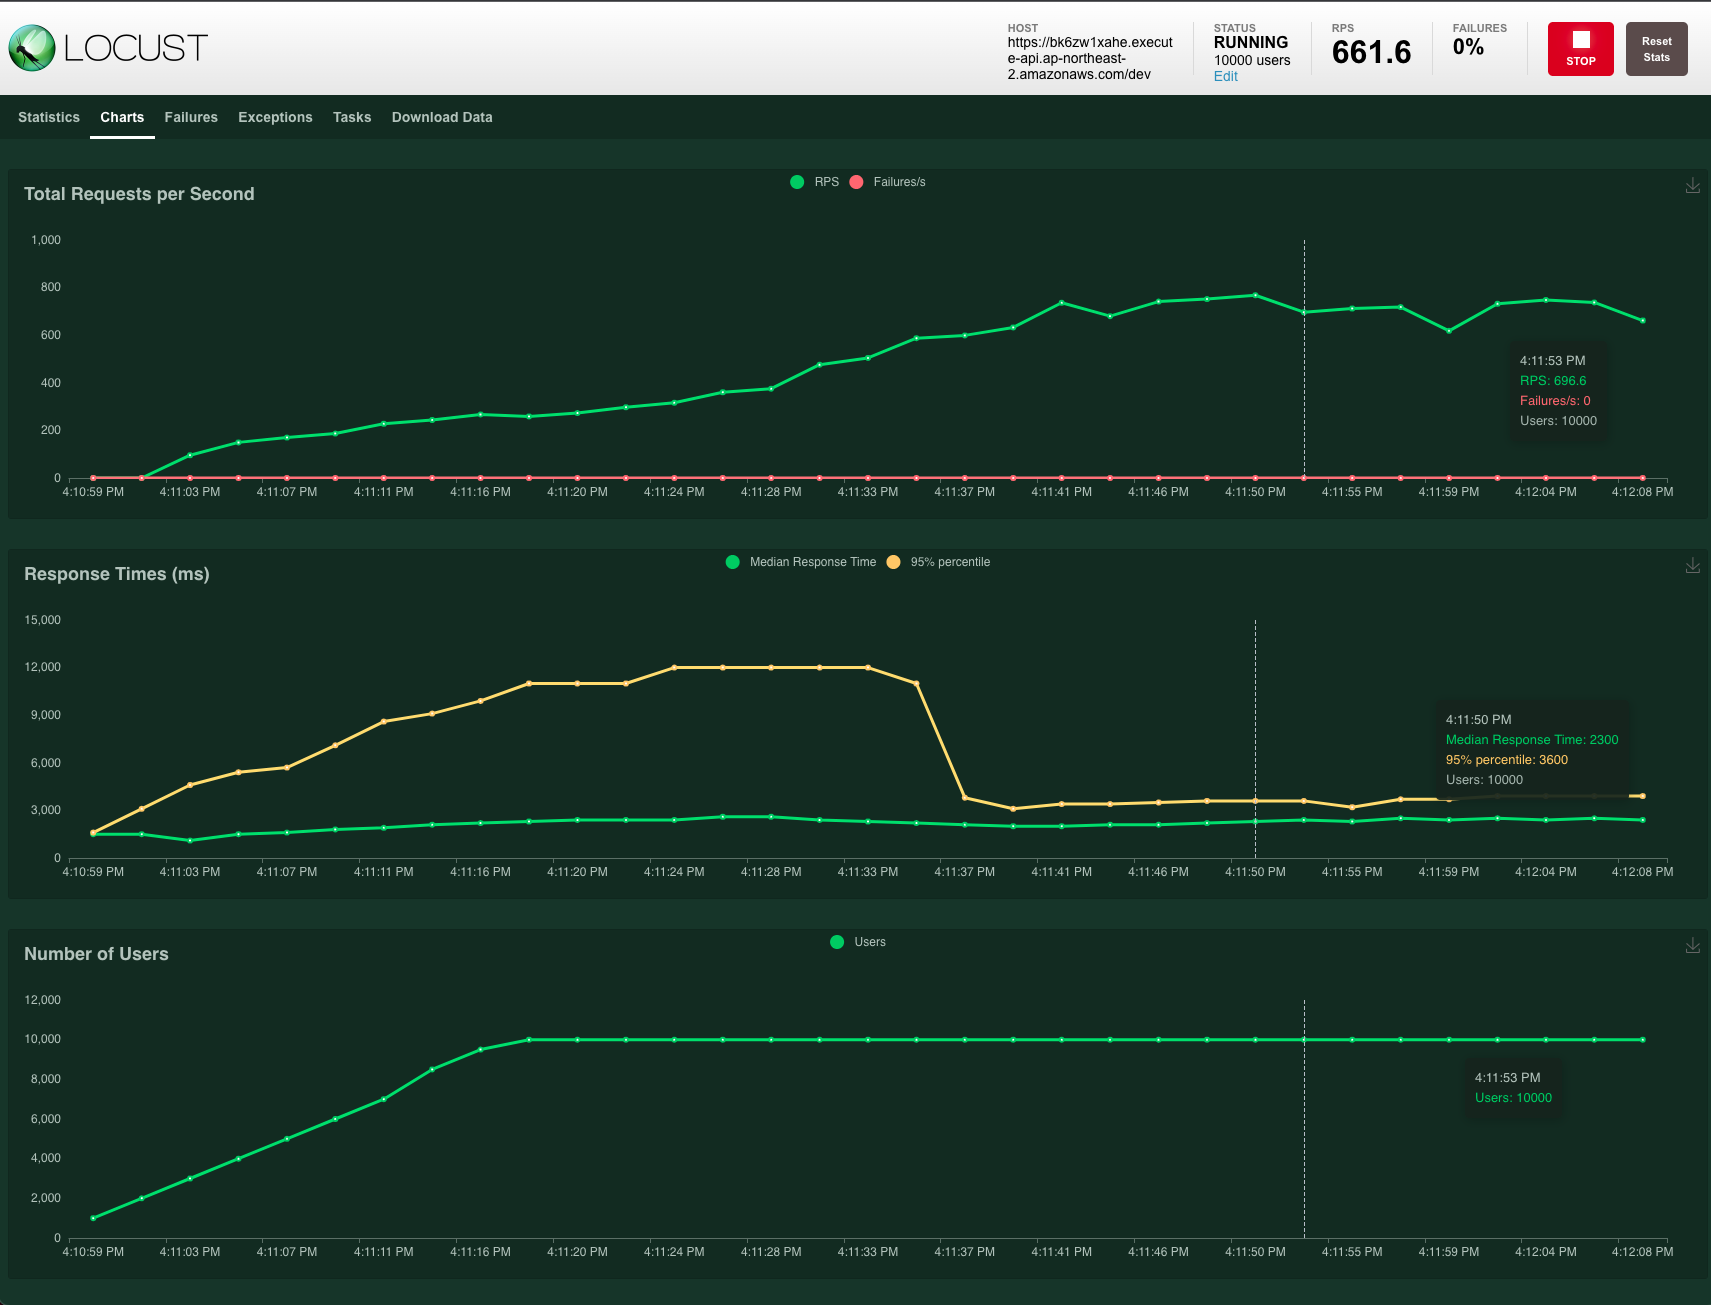 LOCUST
HOST
https://bk6zw1xahe.execut
e-api.ap-northeast-
2.amazonaws.com/dev
STATUS
RUNNING
10000 users
Edit
RPS
661.6
FAILURES
0%
STOP
Reset
Stats
Statistics Charts Failures Exceptions Tasks Download Data
Total Requests per Second
RPS Failures/s
1,000
800
600
400
200
0
4:11:53 PM
RPS: 696.6
Failures/s: 0
Users: 10000
4:10:59 PM 4:11:03 PM 4:11:07 PM 4:11:11 PM 4:11:16 PM 4:11:20 PM 4:11:24 PM 4:11:28 PM 4:11:33 PM 4:11:37 PM 4:11:41 PM 4:11:46 PM 4:11:50 PM 4:11:55 PM 4:11:59 PM 4:12:04 PM 4:12:08 PM
Response Times (ms)
Median Response Time 95% percentile
15,000
12,000
9,000
6,000
3,000
0
4:11:50 PM
Median Response Time: 2300
95% percentile: 3600
Users: 10000
4:10:59 PM 4:11:03 PM 4:11:07 PM 4:11:11 PM 4:11:16 PM 4:11:20 PM 4:11:24 PM 4:11:28 PM 4:11:33 PM 4:11:37 PM 4:11:41 PM 4:11:46 PM 4:11:50 PM 4:11:55 PM 4:11:59 PM 4:12:04 PM 4:12:08 PM
Number of Users
Users
12,000
10,000
8,000
6,000
4,000
2,000
0
4:11:53 PM
Users: 10000
4:10:59 PM 4:11:03 PM 4:11:07 PM 4:11:11 PM 4:11:16 PM 4:11:20 PM 4:11:24 PM 4:11:28 PM 4:11:33 PM 4:11:37 PM 4:11:41 PM 4:11:46 PM 4:11:50 PM 4:11:55 PM 4:11:59 PM 4:12:04 PM 4:12:08 PM